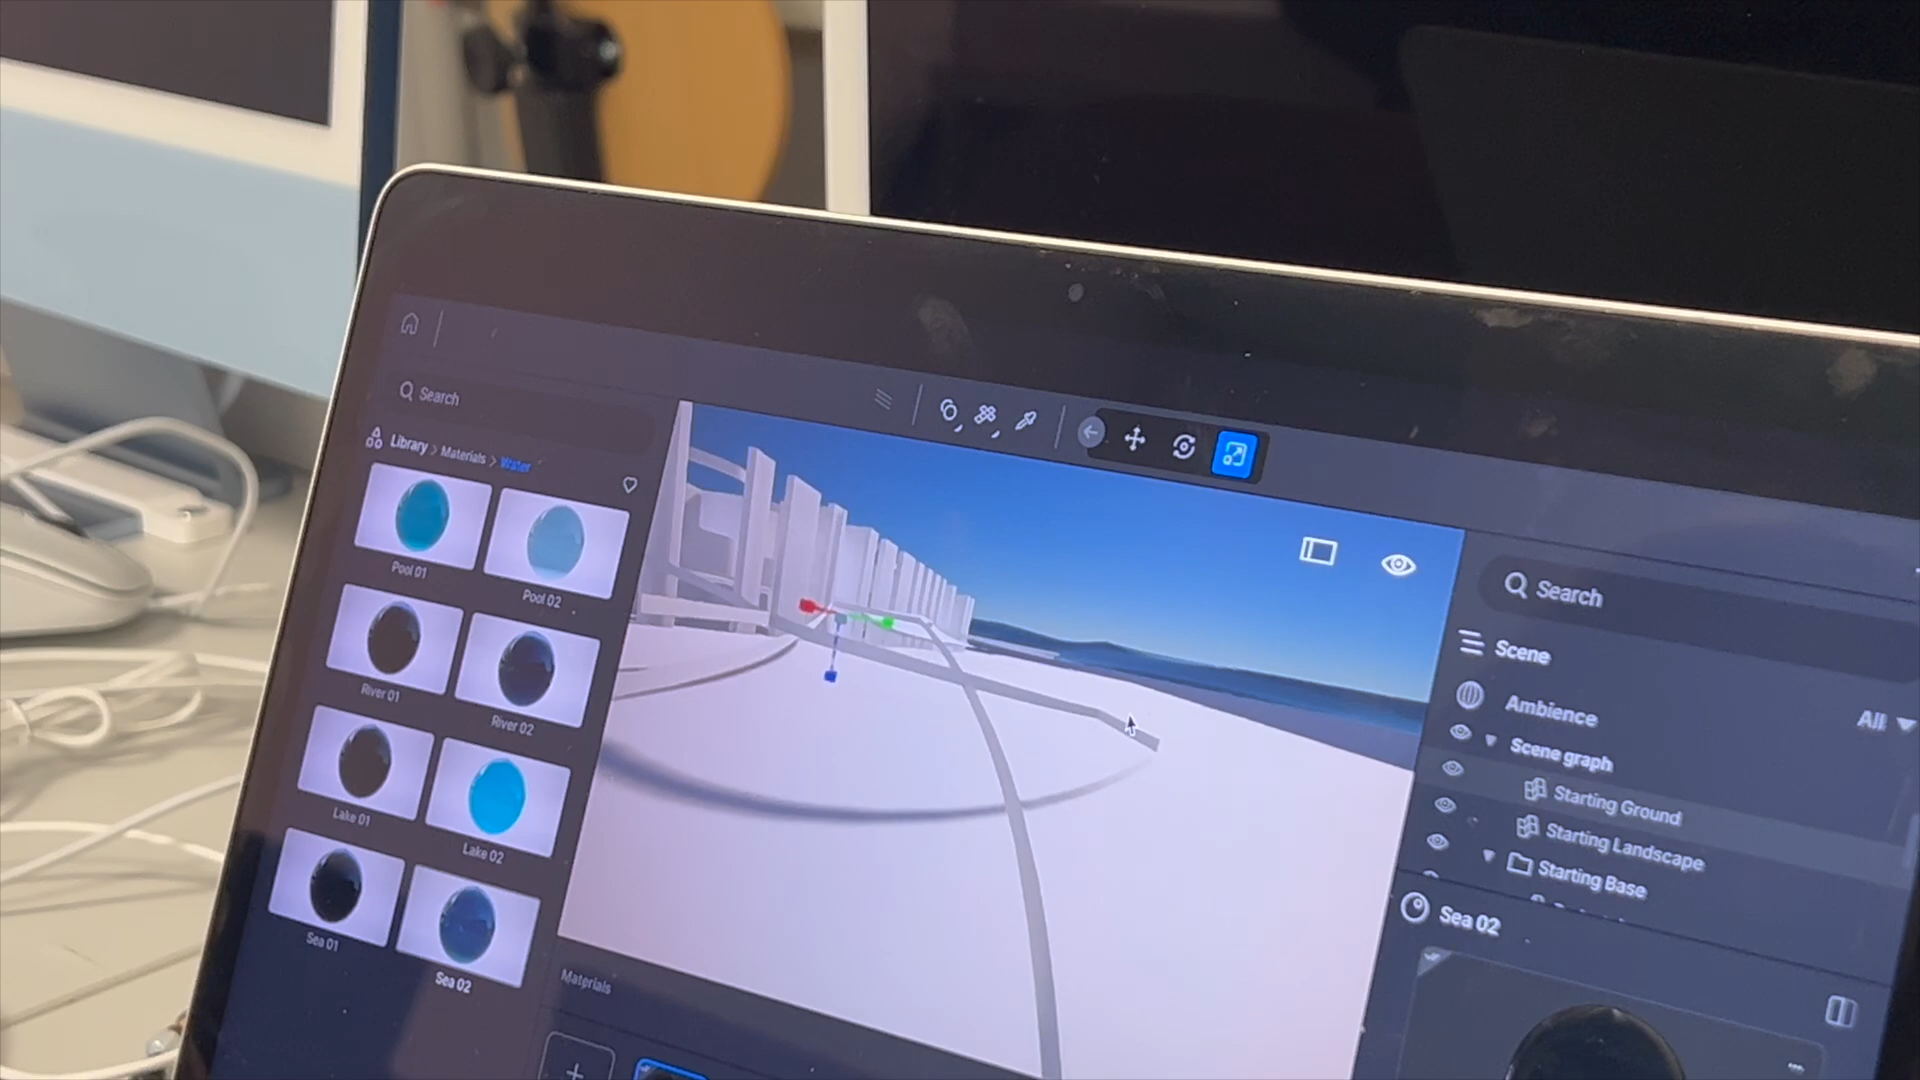 Search
Library > Materials > Water
Pool 01
Pool 02
River 01
River 02
Lake 01
Lake 02
Sea 01
Sea 02
Materials
Search
Scene
Ambience
All
Scene graph
Starting Ground
Starting Landscape
Starting Base
Sea 02